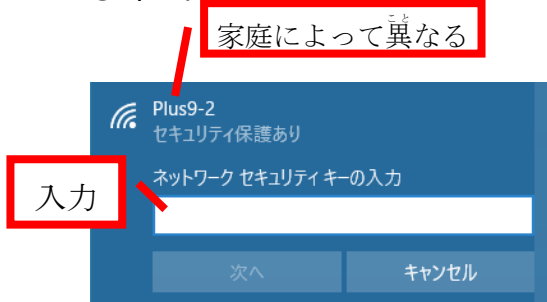 家庭によって異なる
Plus9-2
セキュリティ保護あり
ネットワーク セキュリティ キーの入力
入力
次へ
キャンセル